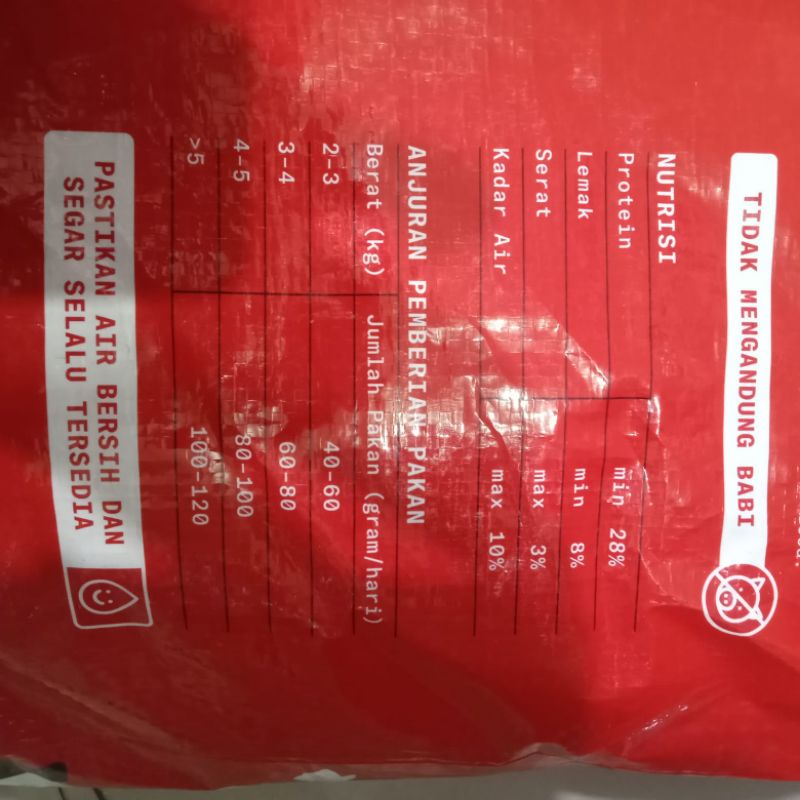 TIDAK MENGANDUNG BABI
NUTRISI
Protein min 28%
Lemak min 8%
Serat max 3%
Kadar Air max 10%
ANJURAN PEMBERIAN PAKAN
Berat (kg) Jumlah Pakan (gram/hari)
2-3 40-60
3-4 60-80
4-5 80-100
>5 100-120
PASTIKAN AIR BERSIH DAN
SEGAR SELALU TERSEDIA